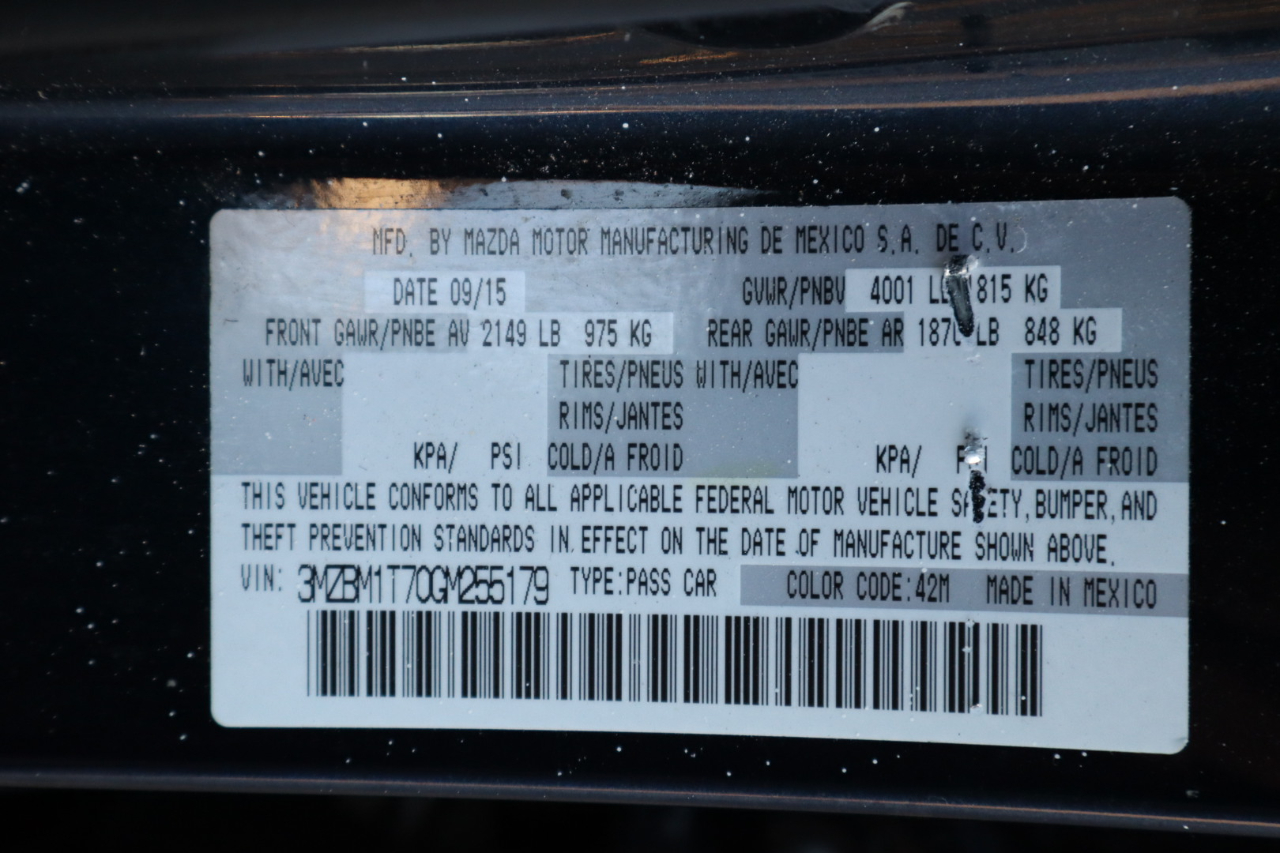 MFD. BY MAZDA MOTOR MANUFACTURING DE MEXICO S.A. DE C.V.
DATE 09/15 GVWR/PNBV 4001 1815 KG
FRONT GAWR/PNBE AV 2149 LB 975 KG REAR GAWR/PNBE AR LB 848 KG
WITH/AVEC TIRES/PNEUS WITH/AVEC TIRES/PNEUS
RIMS/JANTES RIMS/JANTES
KPA/ PSI COLD/A FROID KPA/ COLD/A FROID
THIS VEHICLE CONFORMS TO ALL APPLICABLE FEDERAL MOTOR VEHICLE SAFETY, BUMPER, AND
THEFT PREVENTION STANDARDS IN EFFECT ON THE DATE OF MANUFACTURE SHOWN ABOVE.
VIN: 3MZBM1T70GM255179 TYPE:PASS CAR COLOR CODE:42M MADE IN MEXICO